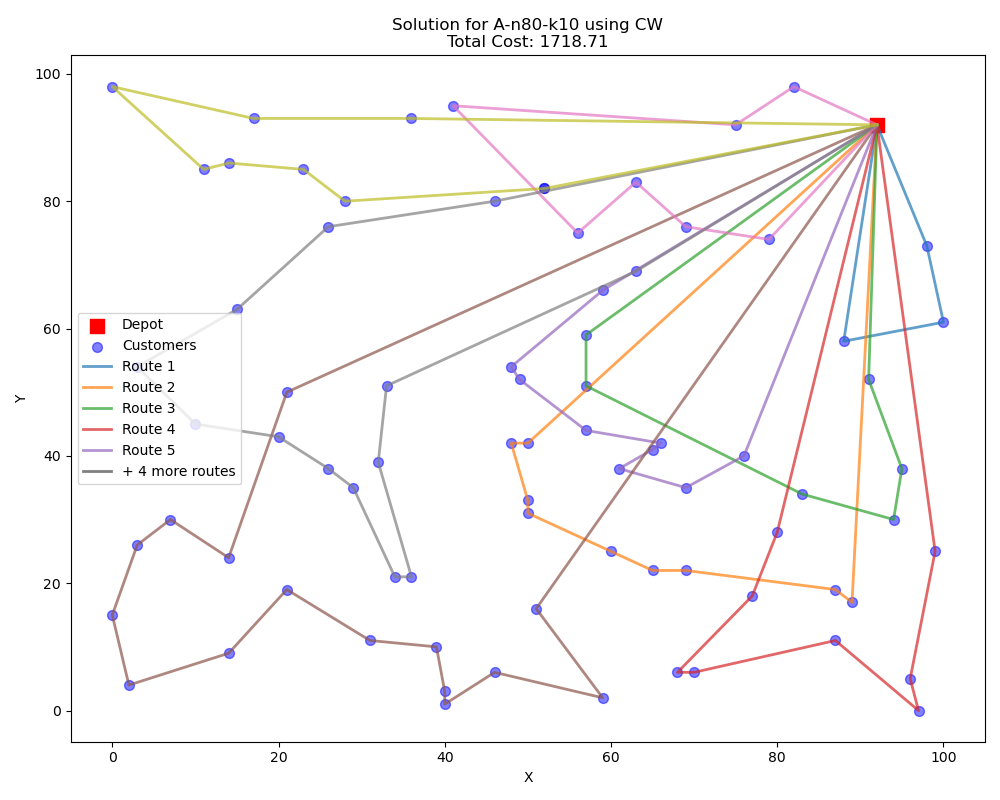 Solution for A-n80-k10 using CW
Total Cost: 1718.71
100
80
60
40
20
0
Y
Depot
Customers
Route 1
Route 2
Route 3
Route 4
Route 5
+ 4 more routes
0 20 40 60 80 100
X